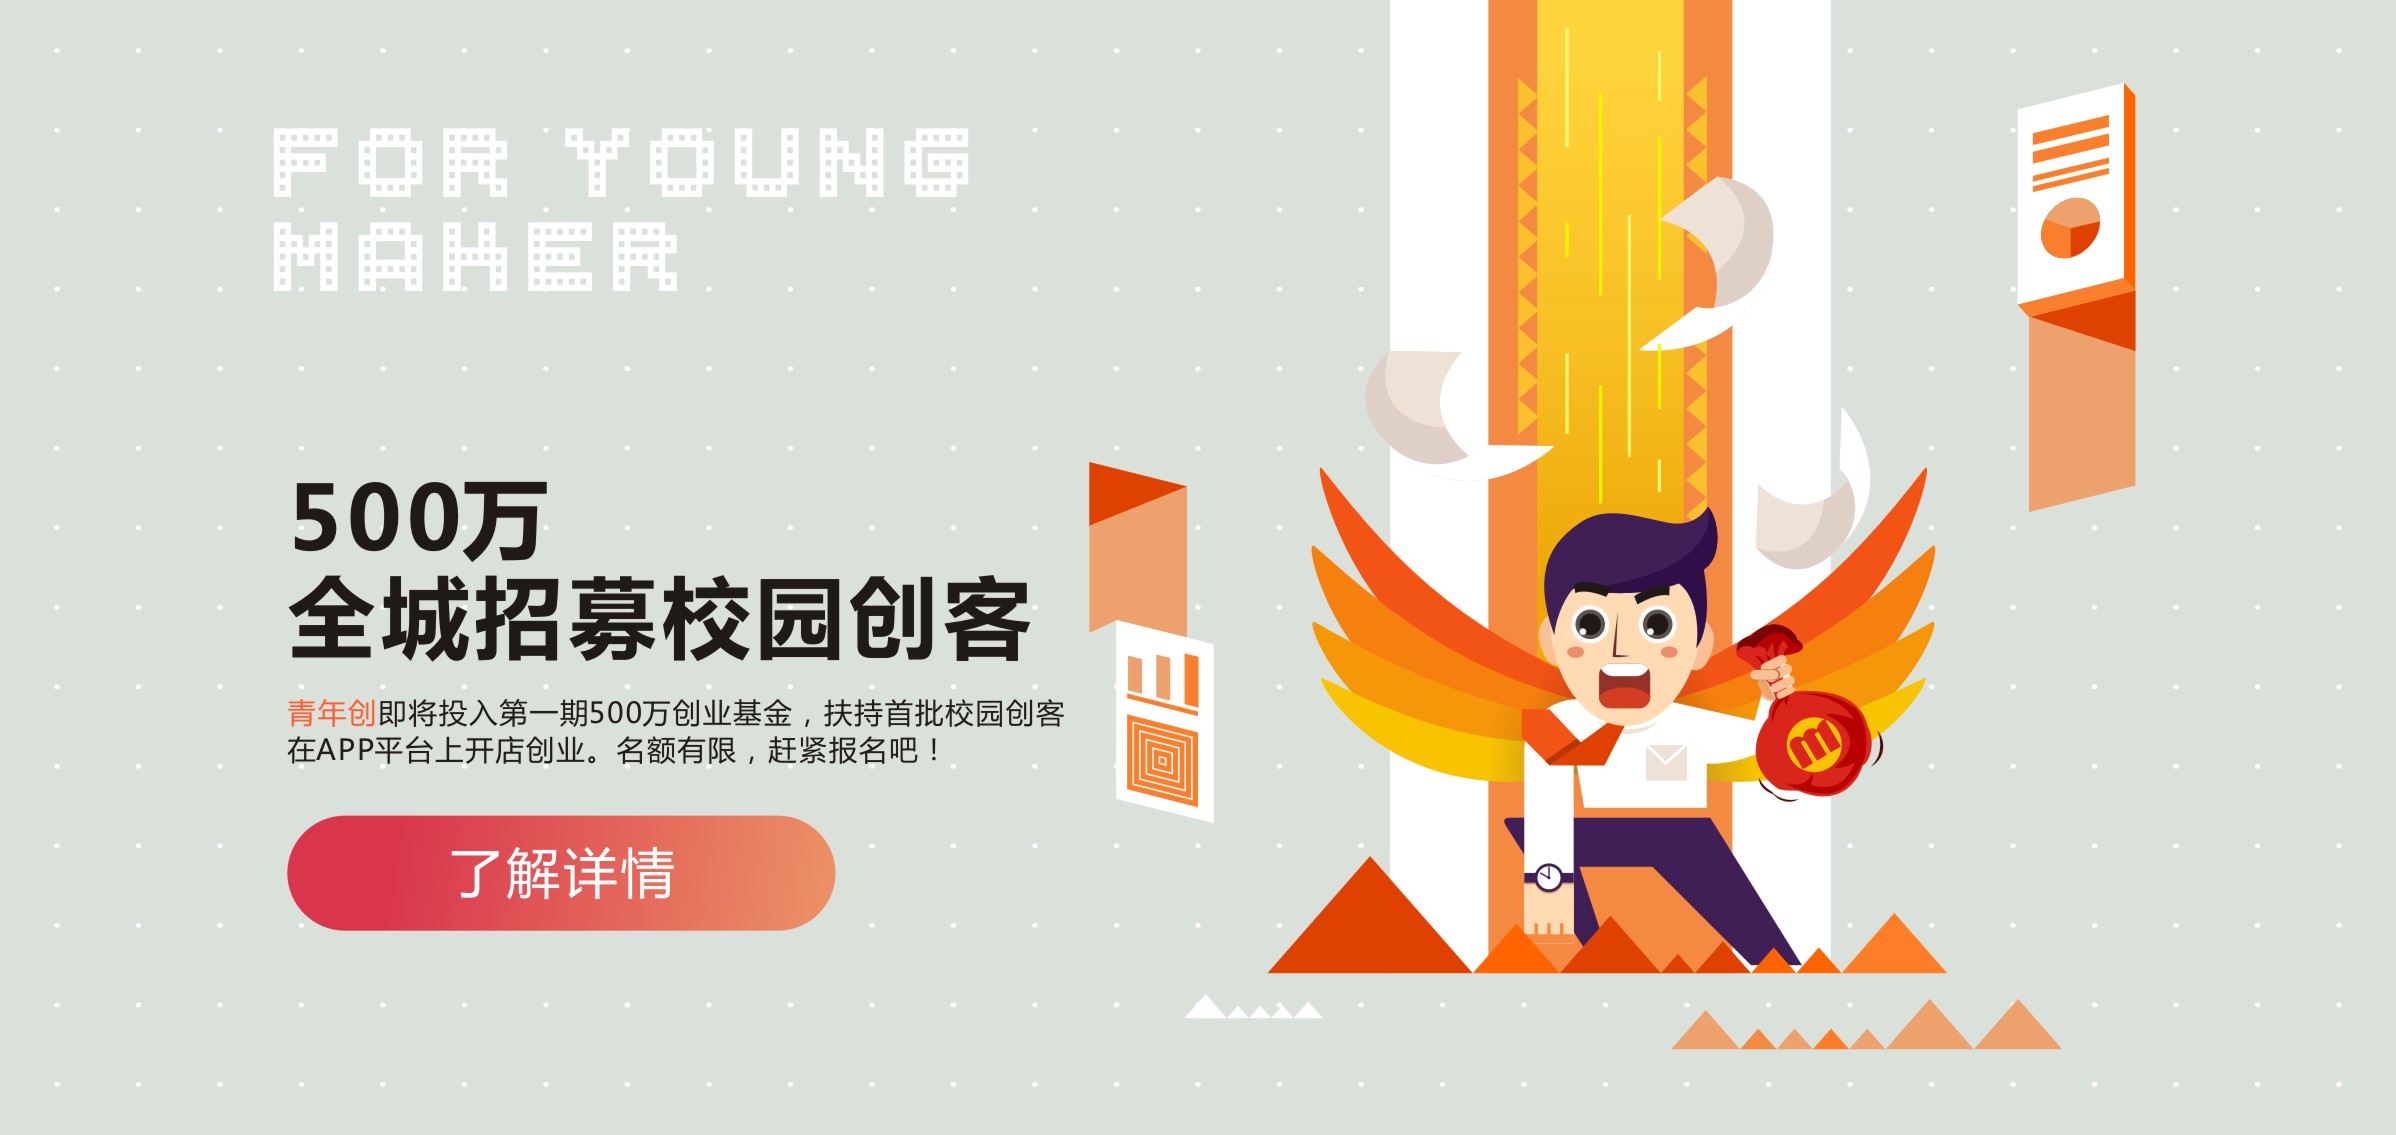 FOR YOUNG
MAHER
500万
全城招募校园创客
青年创即将投入第一期500万创业基金，扶持首批校园创客
在APP平台上开店创业。名额有限，赶紧报名吧！
了解详情